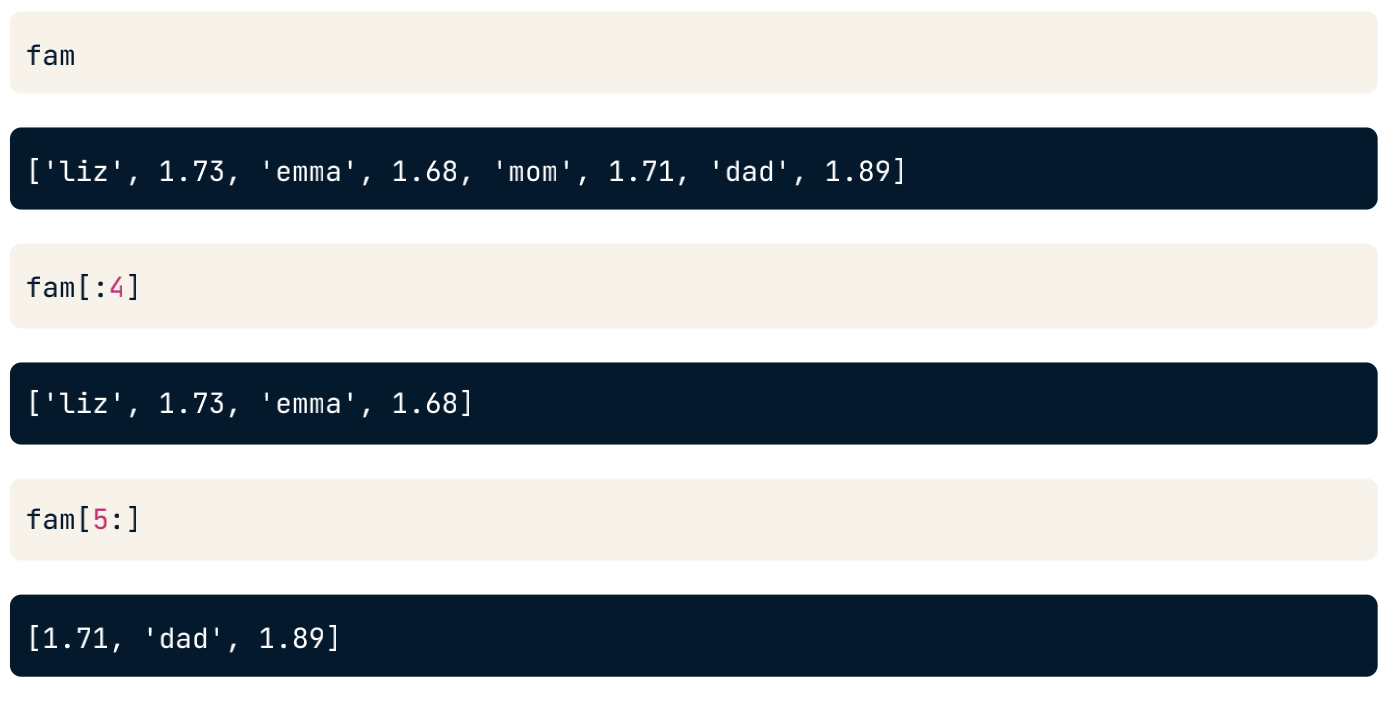 fam
['liz', 1.73, 'emma', 1.68, 'mom', 1.71, 'dad', 1.89]
fam[:4]
['liz', 1.73, 'emma', 1.68]
fam[5:]
[1.71, 'dad', 1.89]